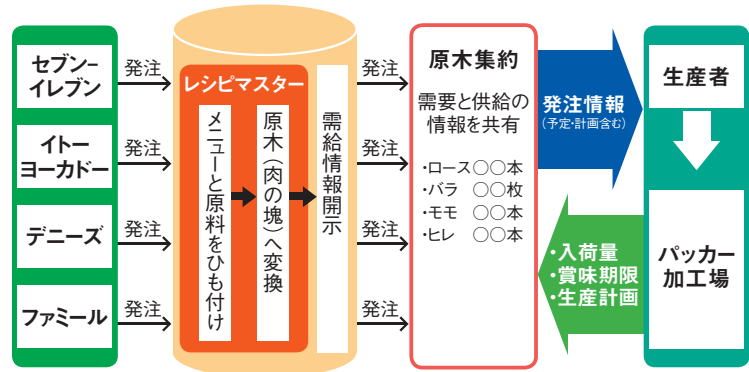 セブン-
イレブン
イトー
ヨーカドー
デニーズ
ファミール
発注
発注
発注
発注
レシピマスター
メニューと原料をひも付け
原木(肉の塊)へ変換
需給情報開示
発注
発注
発注
発注
原木集約
需要と供給の
情報を共有
・ロース○○本
・バラ ○○枚
・モモ ○○本
・ヒレ ○○本
発注情報
(予定・計画含む)
・入荷量
・賞味期限
・生産計画
生産者
パッカー
加工場